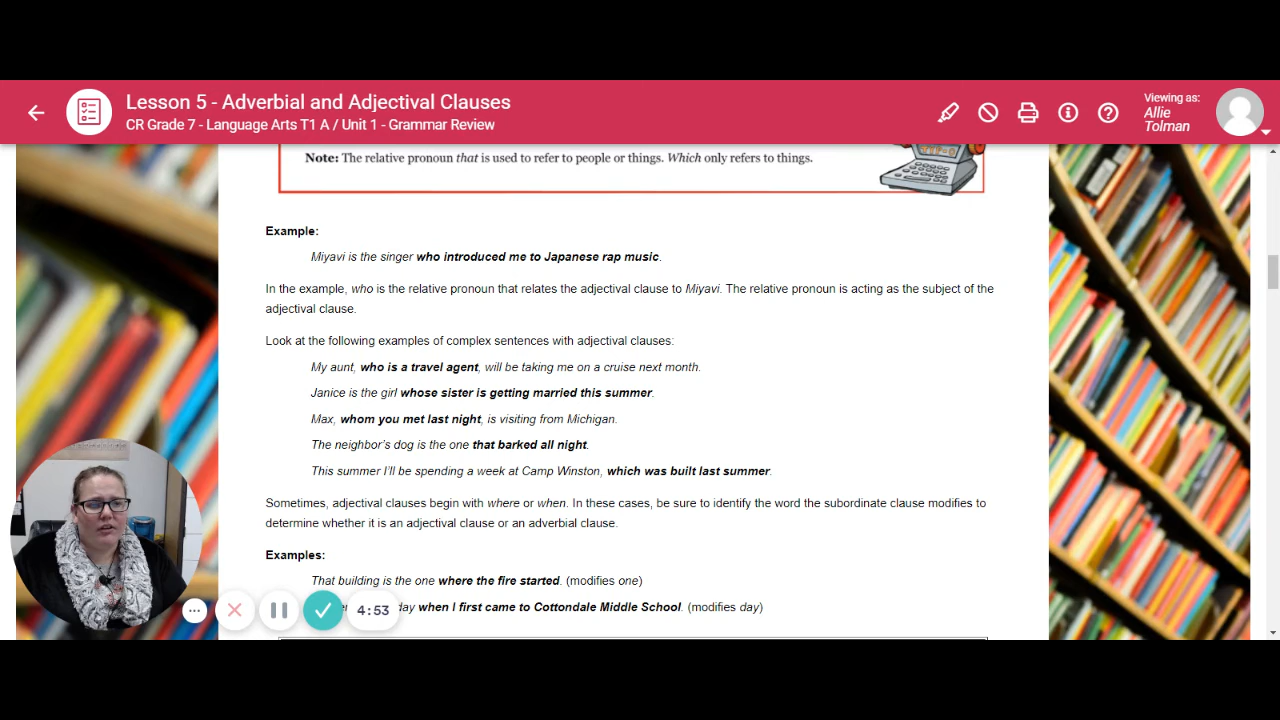 Lesson 5 - Adverbial and Adjectival Clauses
CR Grade 7 - Language Arts T1 A / Unit 1 - Grammar Review
Viewing as:
Allie
Tolman
Note: The relative pronoun that is used to refer to people or things. Which only refers to things.
Example:
Miyavi is the singer who introduced me to Japanese rap music.
In the example, who is the relative pronoun that relates the adjectival clause to Miyavi. The relative pronoun is acting as the subject of the
adjectival clause.
Look at the following examples of complex sentences with adjectival clauses:
My aunt, who is a travel agent, will be taking me on a cruise next month.
Janice is the girl whose sister is getting married this summer.
Max, whom you met last night, is visiting from Michigan.
The neighbor's dog is the one that barked all night.
This summer I'll be spending a week at Camp Winston, which was built last summer.
Sometimes, adjectival clauses begin with where or when. In these cases, be sure to identify the word the subordinate clause modifies to
determine whether it is an adjectival clause or an adverbial clause.
Examples:
That building is the one where the fire started. (modifies one)
day when I first came to Cottondale Middle School. (modifies day)
4:53